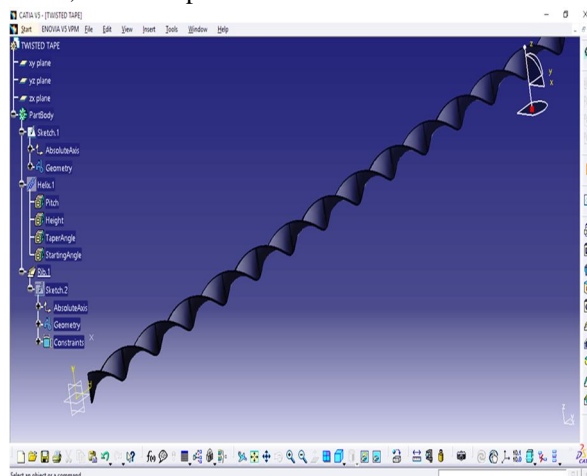 CATIA V5 - [TWISTED TAPE]
Start ENOVIA V5 VPM File Edit View Insert Tools Window Help
TWISTED TAPE
xy plane
yz plane
zx plane
PartBody
Sketch.1
AbsoluteAxis
Geometry
Helix.1
Pitch
Height
TaperAngle
StartingAngle
Rib.1
Sketch.2
AbsoluteAxis
Geometry
Constraints
z
y
x
Select an object or a command